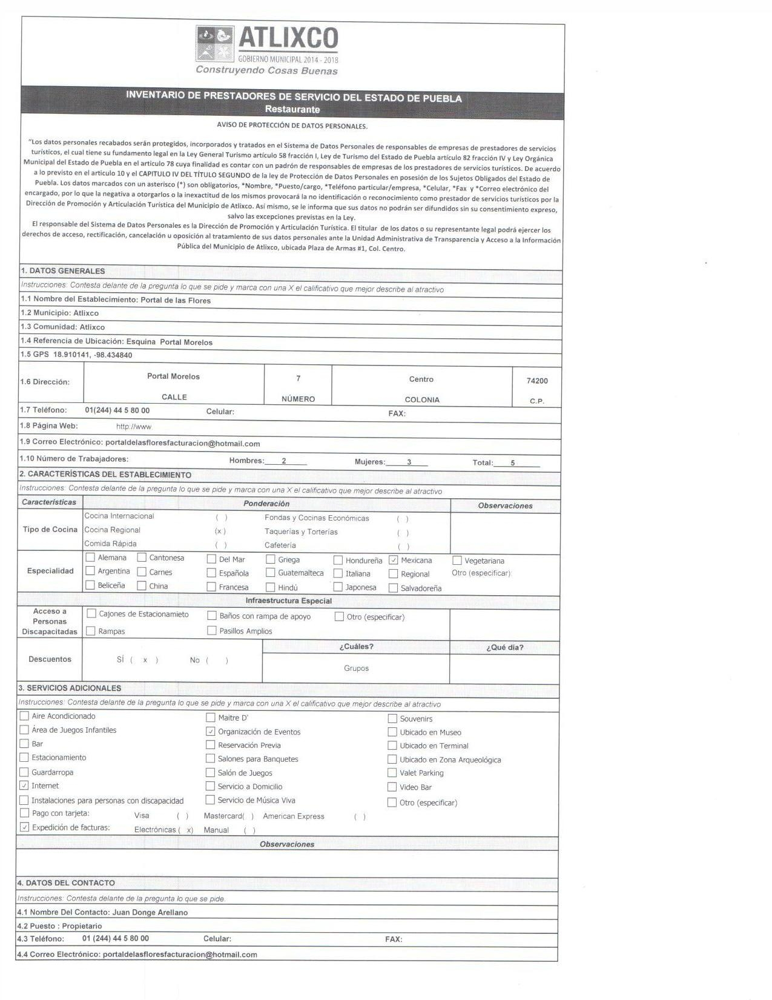 ATLIXCO
GOBIERNO MUNICIPAL 2014 - 2018
Construyendo Cosas Buenas
INVENTARIO DE PRESTADORES DE SERVICIO DEL ESTADO DE PUEBLA
Restaurante
AVISO DE PROTECCIÓN DE DATOS PERSONALES.
"Los datos personales recabados serán protegidos, incorporados y tratados en el Sistema de Datos Personales de responsables de empresas de prestadores de servicios
turísticos, el cual tiene su fundamento legal en la Ley General Turismo artículo 58 fracción I, Ley de Turismo del Estado de Puebla artículo 82 fracción IV y Ley Orgánica
Municipal del Estado de Puebla en el articulo 78 cuya finalidad es contar con un padrón de responsables de empresas de los prestadores de servicios turísticos. De acuerdo
a lo previsto en el articulo 10 y el CAPITULO IV DEL TÍTULO SEGUNDO de la ley de Protección de Datos Personales en posesión de los Sujetos Obligados del Estado de
Puebla. Los datos marcados con un asterisco (*) son obligatorios, *Nombre, *Puesto/cargo, *Teléfono particular/empresa, *Celular, *Fax y *Correo electrónico del
encargado, por lo que la negativa a otorgarlos o la inexactitud de los mismos provocará la no identificación o reconocimiento como prestador de servicios turísticos por la
Dirección de Promoción y Articulación Turística del Municipio de Atlixco. Así mismo, se le informa que sus datos no podrán ser difundidos sin su consentimiento expreso,
salvo las excepciones previstas en la Ley.
El responsable del Sistema de Datos Personales es la Dirección de Promoción y Articulación Turística. El titular de los datos o su representante legal podrá ejercer los
derechos de acceso, rectificación, cancelación u oposición al tratamiento de sus datos personales ante la Unidad Administrativa de Transparencia y Acceso a la Información
Pública del Municipio de Atlixco, ubicada Plaza de Armas #1, Col. Centro.
1. DATOS GENERALES
Instrucciones: Contesta delante de la pregunta lo que se pide y marca con una X el calificativo que mejor describe al atractivo
1.1 Nombre del Establecimiento: Portal de las Flores
1.2 Municipio: Atlixco
1.3 Comunidad: Atlixco
1.4 Referencia de Ubicación: Esquina Portal Morelos
1.5 GPS 18.910141, -98.434840
1.6 Dirección: Portal Morelos 7 Centro 74200
CALLE NÚMERO COLONIA C.P.
1.7 Teléfono: 01(244) 44 5 80 00 Celular: FAX:
1.8 Página Web: http://www.
1.9 Correo Electrónico: portaldelasfloresfacturacion@hotmail.com
1.10 Número de Trabajadores: Hombres: 2 Mujeres: 3 Total: 5
2. CARACTERÍSTICAS DEL ESTABLECIMIENTO
Instrucciones: Contesta delante de la pregunta lo que se pide y marca con una X el calificativo que mejor describe al atractivo
Características Ponderación Observaciones
Cocina Internacional ( ) Fondas y Cocinas Económicas ( )
Tipo de Cocina Cocina Regional (x ) Taquerías y Torterías ( )
Comida Rápida ( ) Cafetería ( )
Alemana Cantonesa Del Mar Griega Hondureña ✓ Mexicana Vegetariana
Especialidad Argentina Carnes Española Guatemalteca Italiana Regional Otro (especificar):
Beliceña China Francesa Hindú Japonesa Salvadoreña
Infraestructura Especial
Acceso a Personas Discapacitadas Cajones de Estacionamieto Baños con rampa de apoyo Otro (especificar)
Rampas Pasillos Amplios
¿Cuáles? ¿Qué día?
Descuentos SÍ ( x ) No ( )
Grupos
3. SERVICIOS ADICIONALES
Instrucciones: Contesta delante de la pregunta lo que se pide y marca con una X el calificativo que mejor describe al atractivo
Aire Acondicionado Maitre D' Souvenirs
Área de Juegos Infantiles ✓ Organización de Eventos Ubicado en Museo
Bar Reservación Previa Ubicado en Terminal
Estacionamiento Salones para Banquetes Ubicado en Zona Arqueológica
Guardarropa Salón de Juegos Valet Parking
✓ Internet Servicio a Domicilio Video Bar
Instalaciones para personas con discapacidad Servicio de Música Viva Otro (especificar)
Pago con tarjeta: Visa ( ) Mastercard( ) American Express ( )
✓ Expedición de facturas: Electrónicas ( x) Manual ( )
Observaciones
4. DATOS DEL CONTACTO
Instrucciones: Contesta delante de la pregunta lo que se pide.
4.1 Nombre Del Contacto: Juan Donge Arellano
4.2 Puesto : Propietario
4.3 Teléfono: 01 (244) 44 5 80 00 Celular: FAX:
4.4 Correo Electrónico: portaldelasfloresfacturacion@hotmail.com